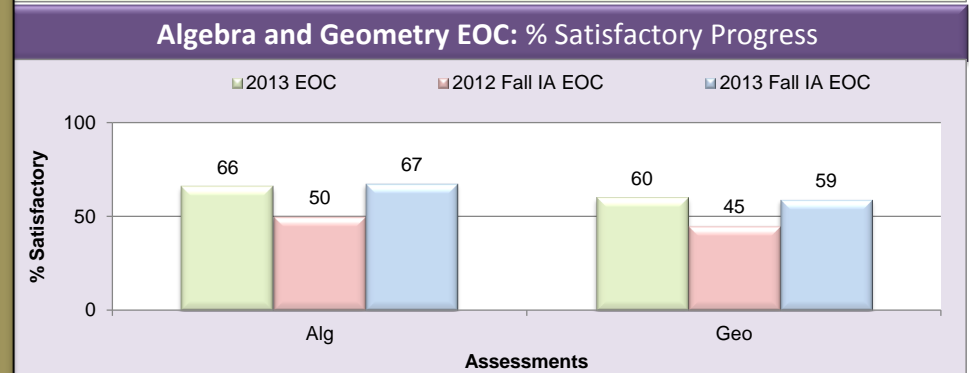 Algebra and Geometry EOC: % Satisfactory Progress
2013 EOC 2012 Fall IA EOC 2013 Fall IA EOC
100
50
0
% Satisfactory
66 50 67 60 45 59
Alg Geo
Assessments